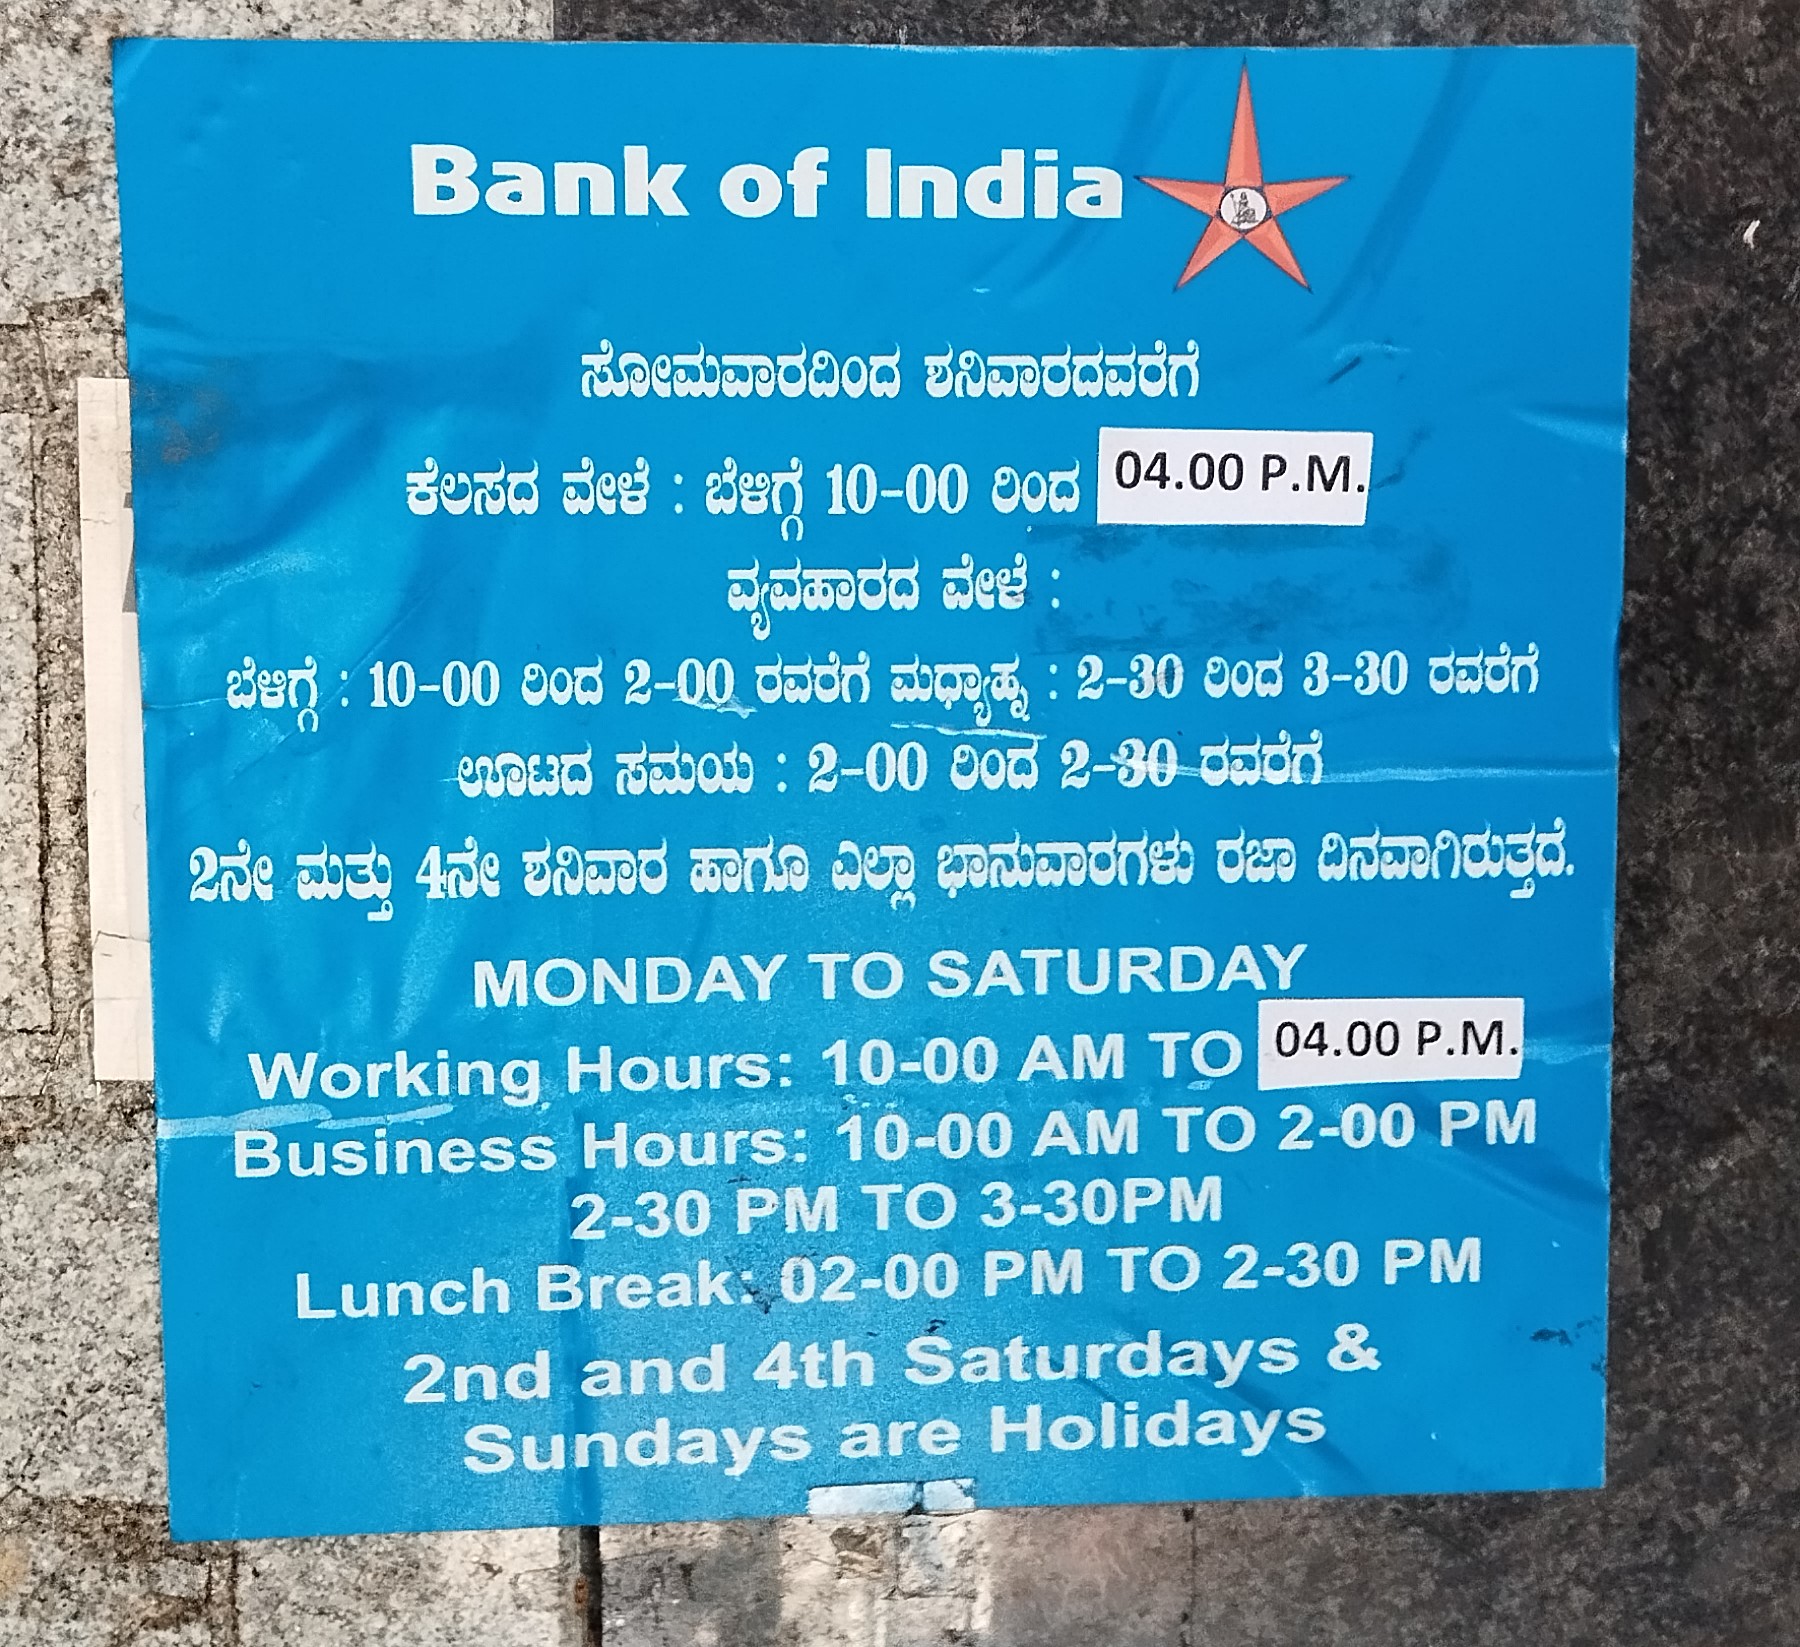 Bank of India
ಸೋಮವಾರದಿಂದ ಶನಿವಾರದವರೆಗೆ
ಕೆಲಸದ ವೇಳೆ : ಬೆಳಿಗ್ಗೆ 10-00 ರಿಂದ 04.00 P.M.
ವ್ಯವಹಾರದ ವೇಳೆ :
ಬೆಳಿಗ್ಗೆ : 10-00 ರಿಂದ 2-00 ರವರೆಗೆ ಮಧ್ಯಾಹ್ನ : 2-30 ರಿಂದ 3-30 ರವರೆಗೆ
ಊಟದ ಸಮಯ : 2-00 ರಿಂದ 2-30 ರವರೆಗೆ
2ನೇ ಮತ್ತು 4ನೇ ಶನಿವಾರ ಹಾಗೂ ಎಲ್ಲಾ ಭಾನುವಾರಗಳು ರಜಾ ದಿನವಾಗಿರುತ್ತದೆ.
MONDAY TO SATURDAY
Working Hours: 10-00 AM TO 04.00 P.M.
Business Hours: 10-00 AM TO 2-00 PM
2-30 PM TO 3-30PM
Lunch Break: 02-00 PM TO 2-30 PM
2nd and 4th Saturdays &
Sundays are Holidays